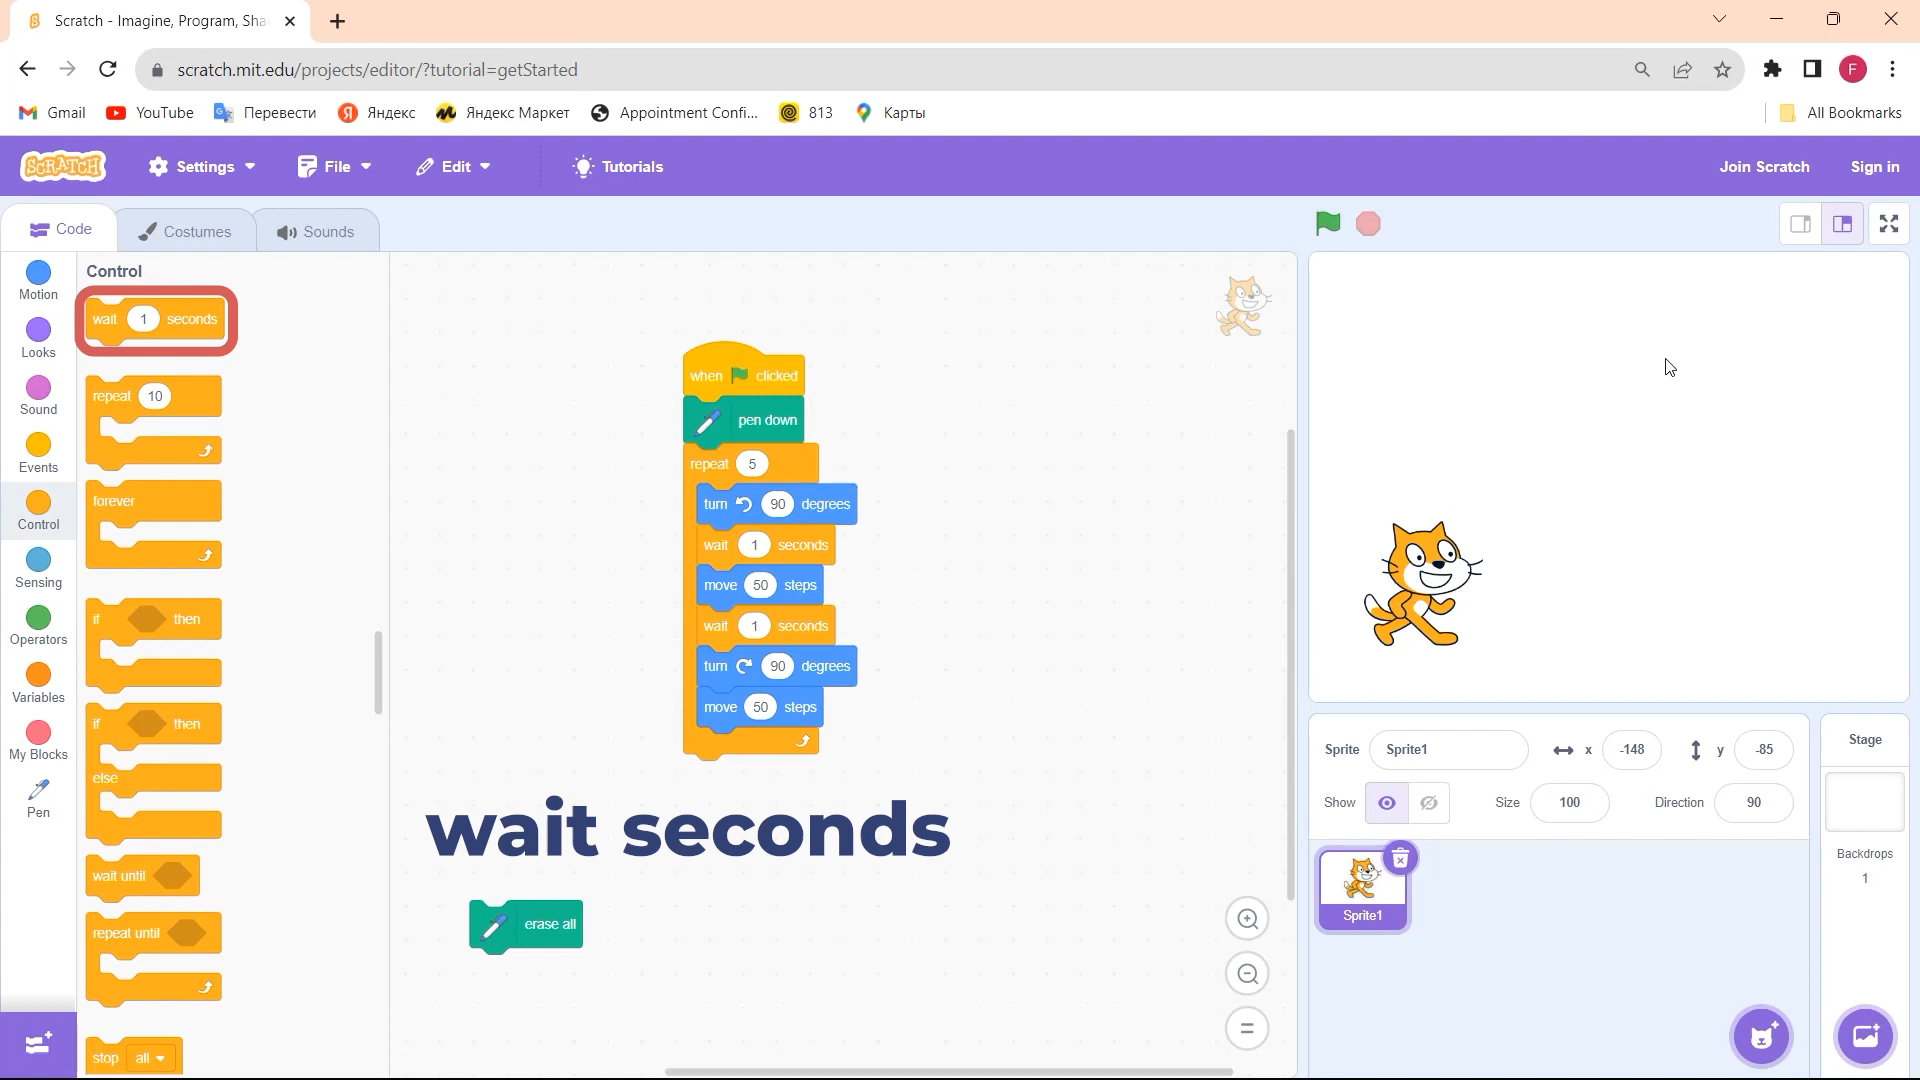 Scratch - Imagine, Program, Sha
scratch.mit.edu/projects/editor/?tutorial=getStarted
F
Gmail
YouTube
Перевести
Яндекс
Яндекс Маркет
Appointment Confi...
813
Карты
All Bookmarks
SCRATCH
Settings
File
Edit
Tutorials
Join Scratch
Sign in
Code
Costumes
Sounds
Motion
Looks
Sound
Events
Control
Sensing
Operators
Variables
My Blocks
Pen
Control
wait 1 seconds
repeat 10
forever
if then
if then
else
wait until
repeat until
stop all
when clicked
pen down
repeat 5
turn 90 degrees
wait 1 seconds
move 50 steps
wait 1 seconds
turn 90 degrees
move 50 steps
wait seconds
erase all
Sprite Sprite1 x -148 y -85
Show Size 100 Direction 90
Sprite1
Stage
Backdrops
1